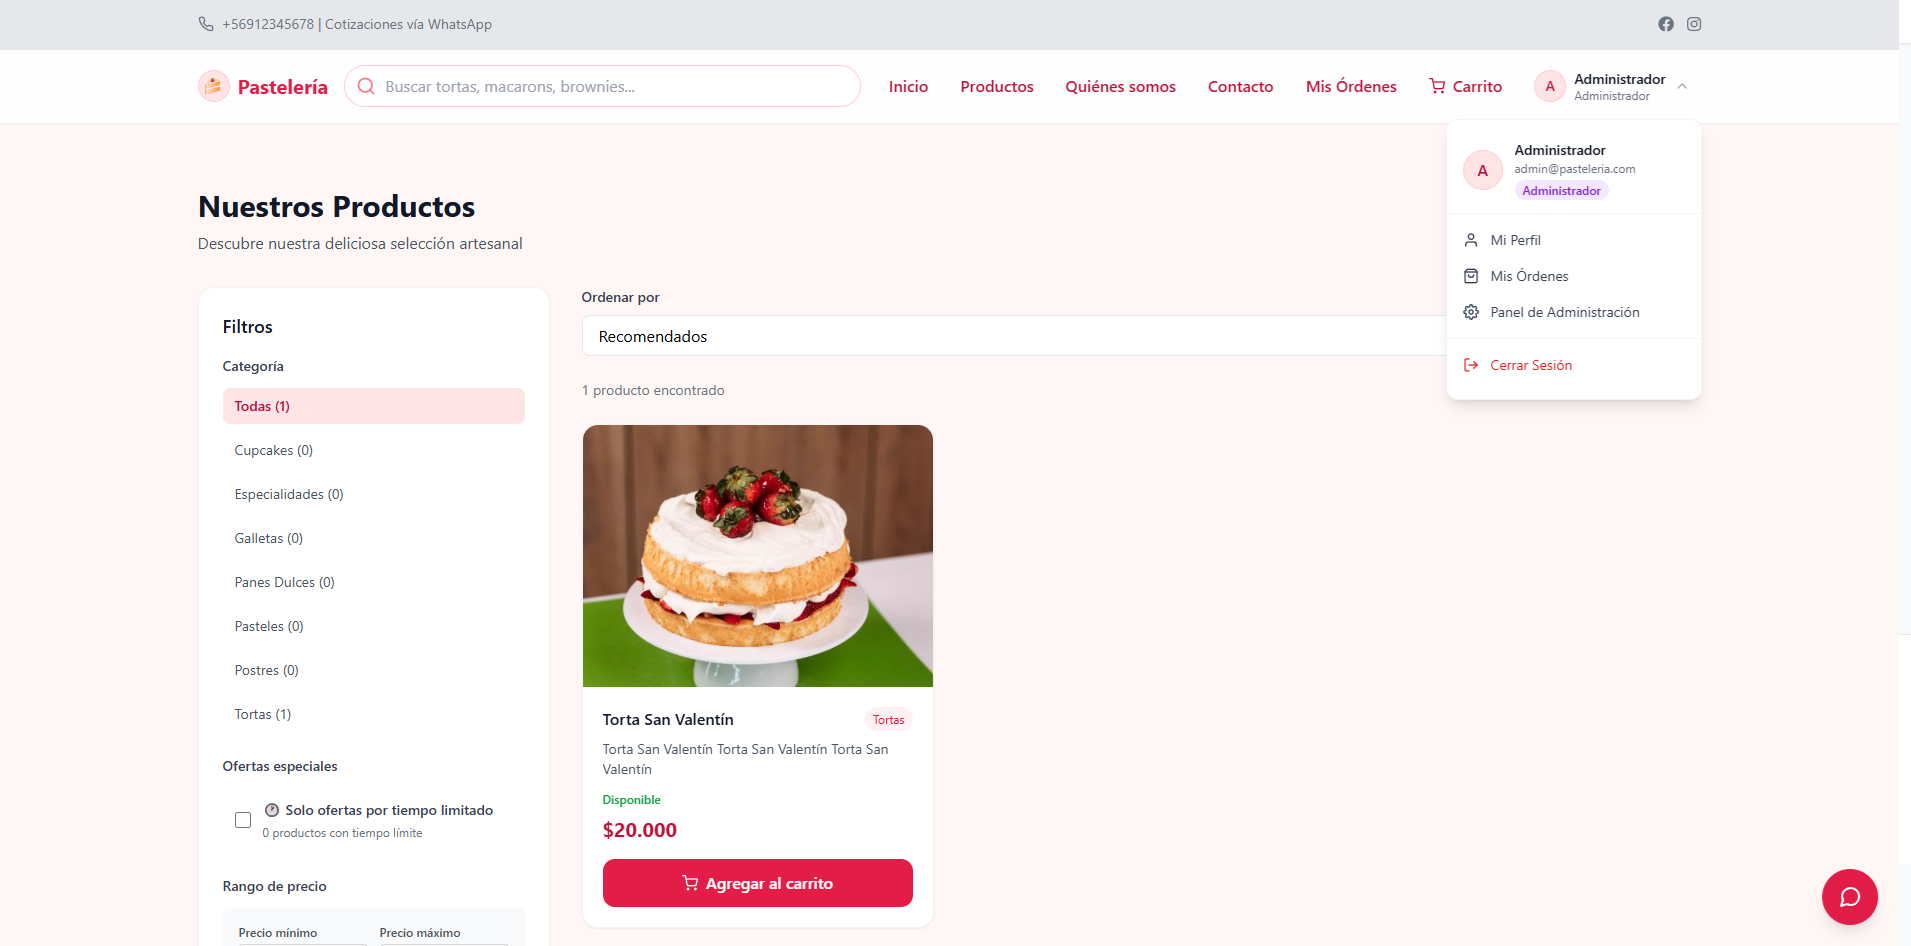 +56912345678 | Cotizaciones vía WhatsApp
Pastelería
Buscar tortas, macarons, brownies...
Inicio
Productos
Quiénes somos
Contacto
Mis Órdenes
Carrito
A
Administrador
Administrador
A
Administrador
admin@pasteleria.com
Administrador
Mi Perfil
Mis Órdenes
Panel de Administración
Cerrar Sesión
Nuestros Productos
Descubre nuestra deliciosa selección artesanal
Filtros
Categoría
Todas (1)
Cupcakes (0)
Especialidades (0)
Galletas (0)
Panes Dulces (0)
Pasteles (0)
Postres (0)
Tortas (1)
Ofertas especiales
Solo ofertas por tiempo limitado
0 productos con tiempo límite
Rango de precio
Precio mínimo
Precio máximo
Ordenar por
Recomendados
1 producto encontrado
Torta San Valentín
Tortas
Torta San Valentín Torta San Valentín Torta San
Valentín
Disponible
$20.000
Agregar al carrito